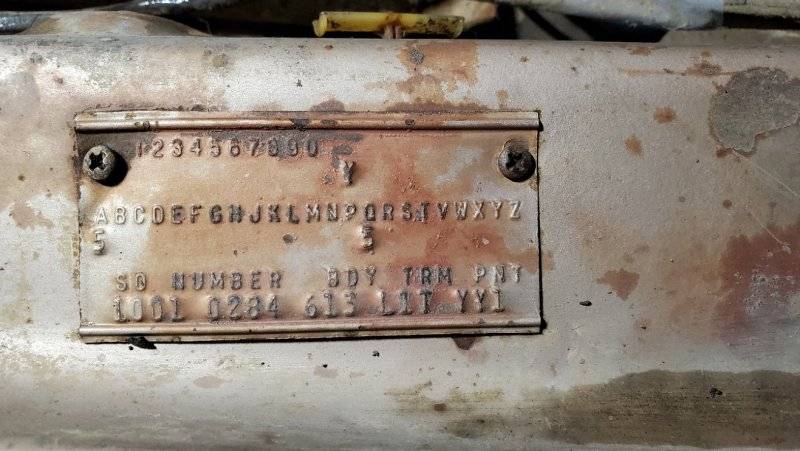 1234567890
Y
ABCDEFGHJKLMNPQRSTVWXYZ
5 5
SO NUMBER BDY TRM PNT
1001 0284 613 L1T YY1